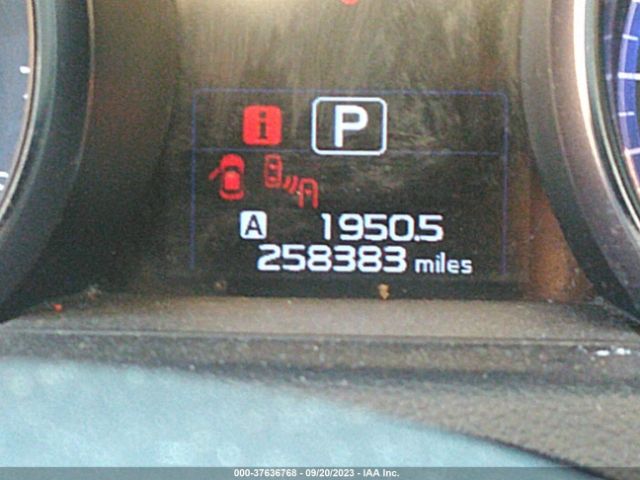 i P
A 1950.5
258383 miles
000-37636768 - 09/20/2023 - IAA Inc.